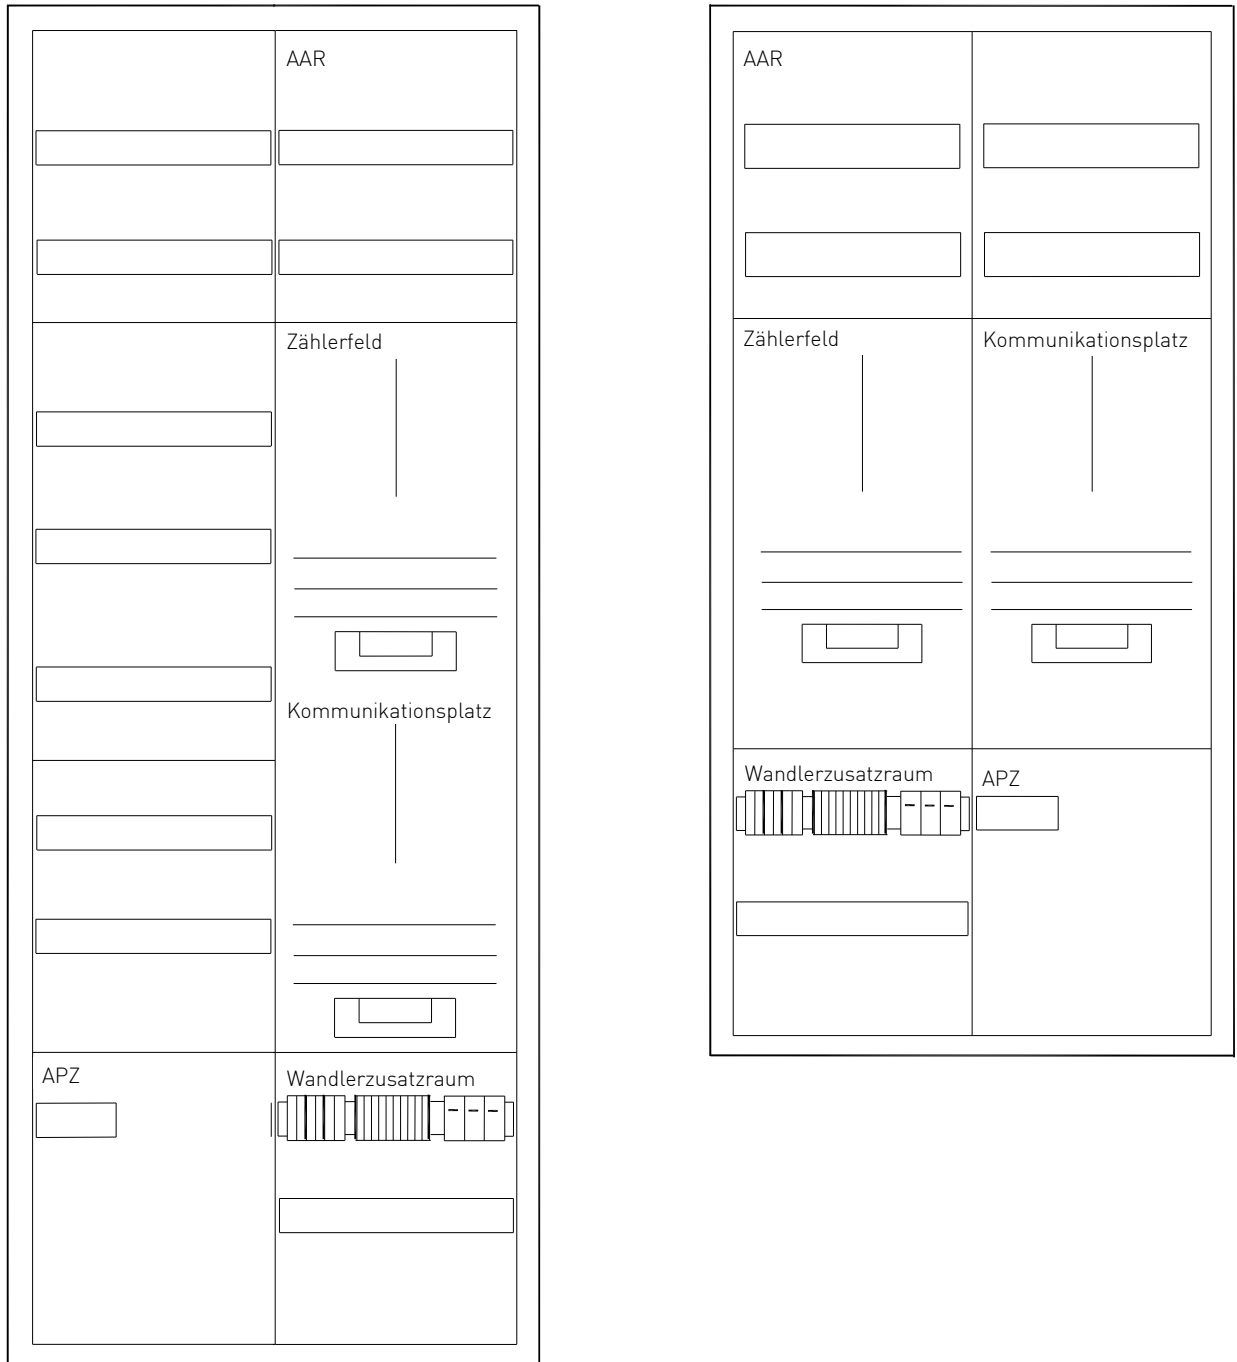 AAR
Zählerfeld
Kommunikationsplatz
APZ
Wandlerzusatzraum
AAR
Zählerfeld
Kommunikationsplatz
Wandlerzusatzraum
APZ